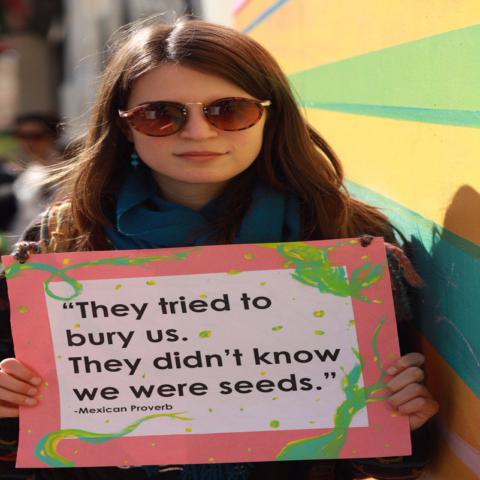 “They tried to
bury us.
They didn’t know
we were seeds.”
-Mexican Proverb